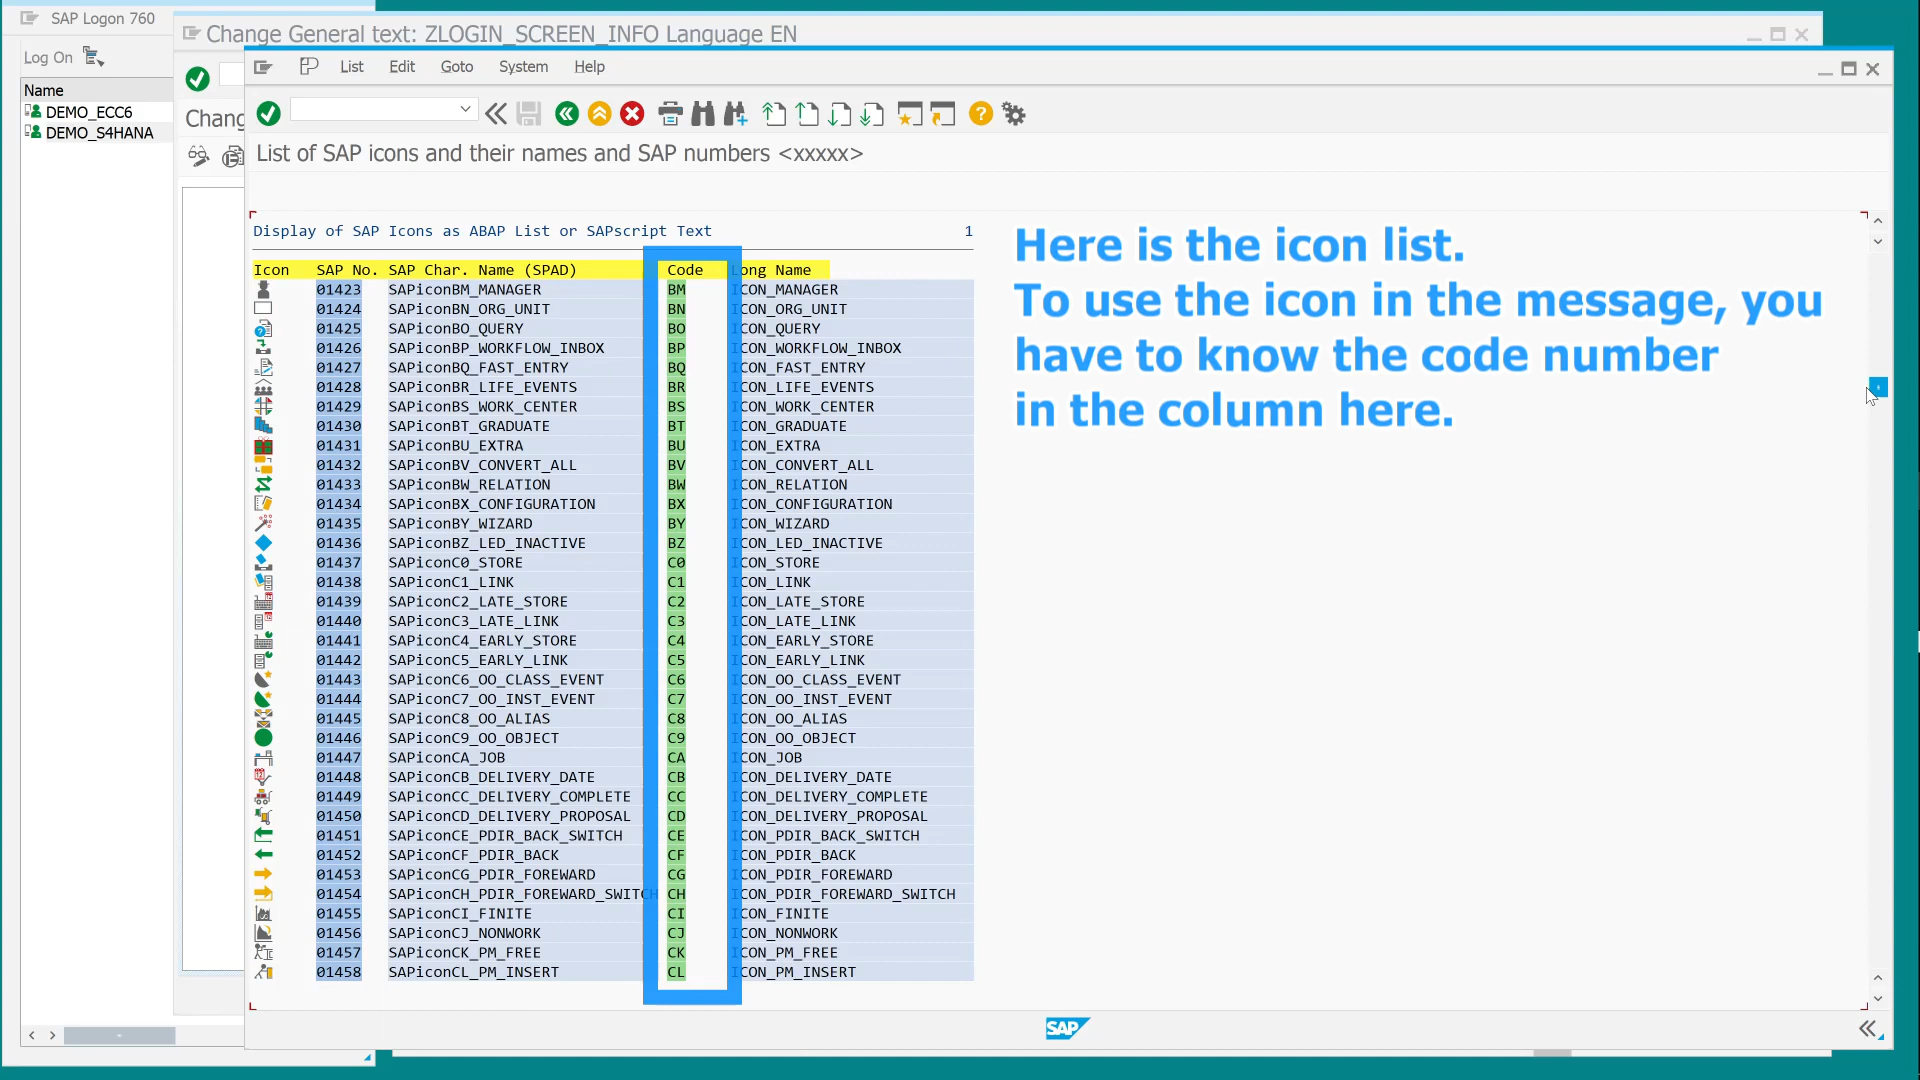 SAP Logon 760
Change General text: ZLOGIN_SCREEN_INFO Language EN
Log On
List Edit Goto System Help
Name
DEMO_ECC6
DEMO_S4HANA
Chang
List of SAP icons and their names and SAP numbers <xxxxx>
Display of SAP Icons as ABAP List or SAPscript Text 1
Icon SAP No. SAP Char. Name (SPAD) Code Long Name
01423 SAPiconBM_MANAGER BM ICON_MANAGER
01424 SAPiconBN_ORG_UNIT BN ICON_ORG_UNIT
01425 SAPiconBO_QUERY BO ICON_QUERY
01426 SAPiconBP_WORKFLOW_INBOX BP ICON_WORKFLOW_INBOX
01427 SAPiconBQ_FAST_ENTRY BQ ICON_FAST_ENTRY
01428 SAPiconBR_LIFE_EVENTS BR ICON_LIFE_EVENTS
01429 SAPiconBS_WORK_CENTER BS ICON_WORK_CENTER
01430 SAPiconBT_GRADUATE BT ICON_GRADUATE
01431 SAPiconBU_EXTRA BU ICON_EXTRA
01432 SAPiconBV_CONVERT_ALL BV ICON_CONVERT_ALL
01433 SAPiconBW_RELATION BW ICON_RELATION
01434 SAPiconBX_CONFIGURATION BX ICON_CONFIGURATION
01435 SAPiconBY_WIZARD BY ICON_WIZARD
01436 SAPiconBZ_LED_INACTIVE BZ ICON_LED_INACTIVE
01437 SAPiconC0_STORE C0 ICON_STORE
01438 SAPiconC1_LINK C1 ICON_LINK
01439 SAPiconC2_LATE_STORE C2 ICON_LATE_STORE
01440 SAPiconC3_LATE_LINK C3 ICON_LATE_LINK
01441 SAPiconC4_EARLY_STORE C4 ICON_EARLY_STORE
01442 SAPiconC5_EARLY_LINK C5 ICON_EARLY_LINK
01443 SAPiconC6_OO_CLASS_EVENT C6 ICON_OO_CLASS_EVENT
01444 SAPiconC7_OO_INST_EVENT C7 ICON_OO_INST_EVENT
01445 SAPiconC8_OO_ALIAS C8 ICON_OO_ALIAS
01446 SAPiconC9_OO_OBJECT C9 ICON_OO_OBJECT
01447 SAPiconCA_JOB CA ICON_JOB
01448 SAPiconCB_DELIVERY_DATE CB ICON_DELIVERY_DATE
01449 SAPiconCC_DELIVERY_COMPLETE CC ICON_DELIVERY_COMPLETE
01450 SAPiconCD_DELIVERY_PROPOSAL CD ICON_DELIVERY_PROPOSAL
01451 SAPiconCE_PDIR_BACK_SWITCH CE ICON_PDIR_BACK_SWITCH
01452 SAPiconCF_PDIR_BACK CF ICON_PDIR_BACK
01453 SAPiconCG_PDIR_FOREWARD CG ICON_PDIR_FOREWARD
01454 SAPiconCH_PDIR_FOREWARD_SWITCH CH ICON_PDIR_FOREWARD_SWITCH
01455 SAPiconCI_FINITE CI ICON_FINITE
01456 SAPiconCJ_NONWORK CJ ICON_NONWORK
01457 SAPiconCK_PM_FREE CK ICON_PM_FREE
01458 SAPiconCL_PM_INSERT CL ICON_PM_INSERT
Here is the icon list.
To use the icon in the message, you
have to know the code number
in the column here.
SAP